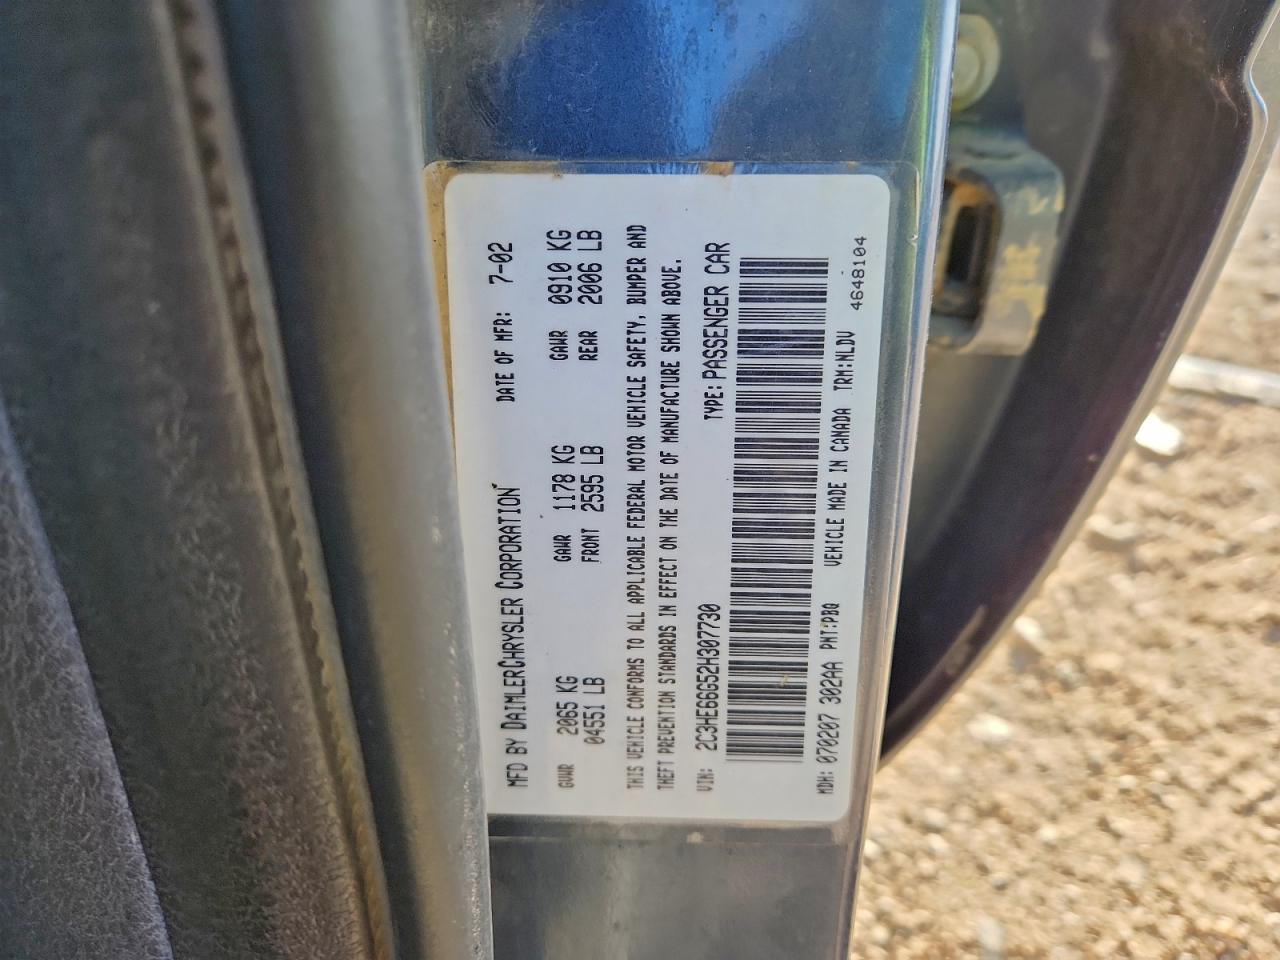 MFD BY DAIMLERCHRYSLER CORPORATION DATE OF MFR: 7-02
GVWR 2065 KG GAWR 1178 KG GAWR 0910 KG
04551 LB FRONT 2595 LB REAR 2006 LB
THIS VEHICLE CONFORMS TO ALL APPLICABLE FEDERAL MOTOR VEHICLE SAFETY, BUMPER AND
THEFT PREVENTION STANDARDS IN EFFECT ON THE DATE OF MANUFACTURE SHOWN ABOVE.
VIN: 2C3HE66G52H307730 TYPE: PASSENGER CAR
MDH: 070207 302AA PNT:PBQ VEHICLE MADE IN CANADA TRM:NLDV
4648104